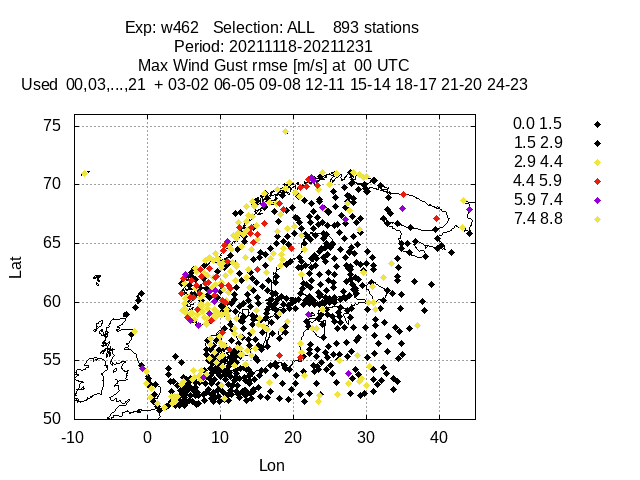 Exp: w462 Selection: ALL 893 stations
Period: 20211118-20211231
Max Wind Gust rmse [m/s] at 00 UTC
Used 00,03,...,21 + 03-02 06-05 09-08 12-11 15-14 18-17 21-20 24-23
75
70
65
60
55
50
Lat
-10 0 10 20 30 40
Lon
0.0 1.5
1.5 2.9
2.9 4.4
4.4 5.9
5.9 7.4
7.4 8.8